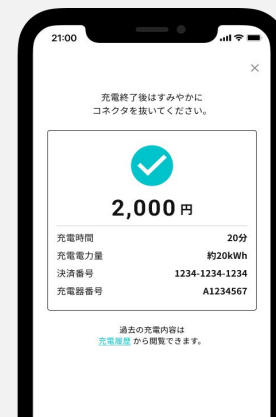 21:00
充電終了後はすみやかに
コネクタを抜いてください。
2,000 円
充電時間 20分
充電電力量 約20kWh
決済番号 1234-1234-1234
充電器番号 A1234567
過去の充電内容は
充電履歴 から閲覧できます。